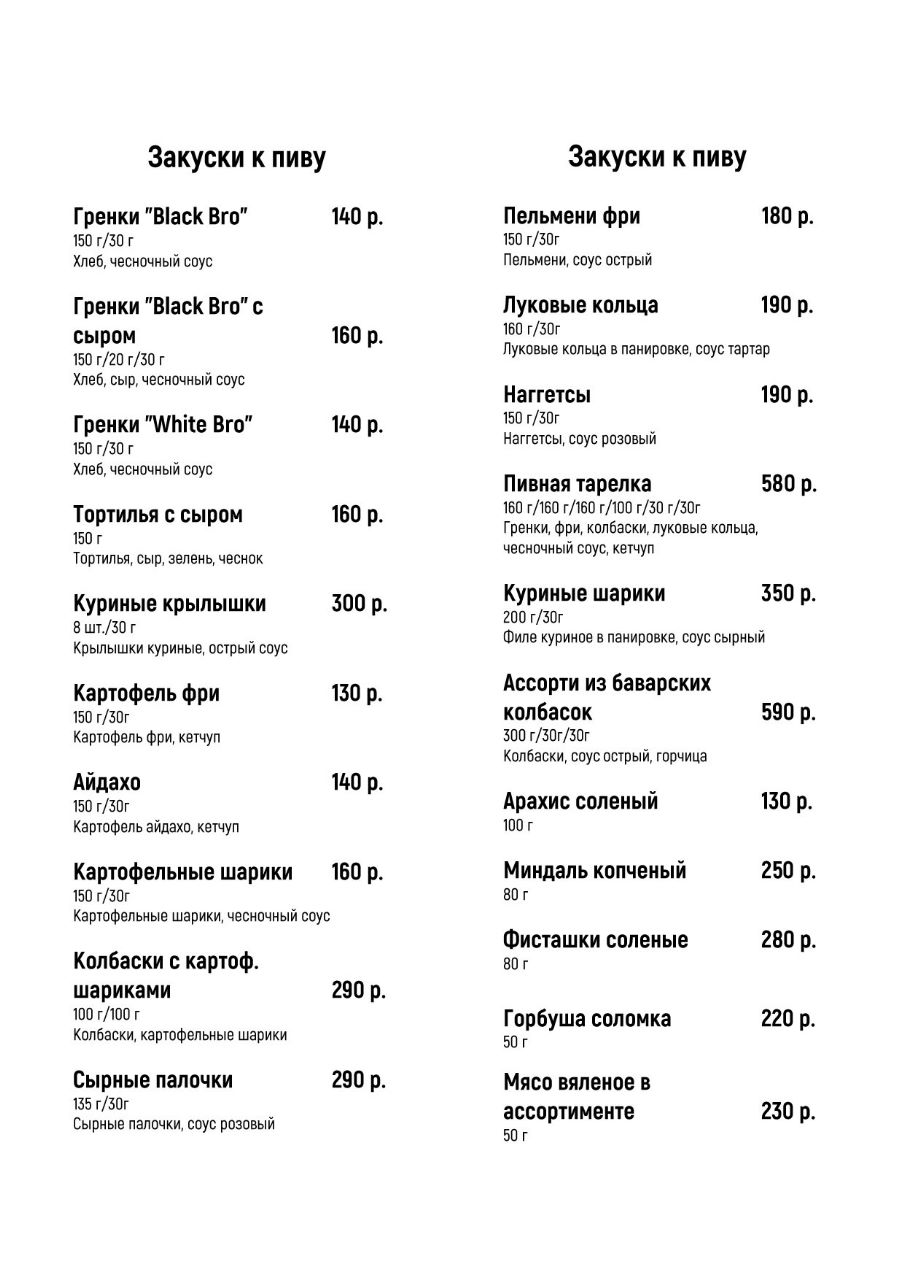 Закуски к пиву
Гренки "Black Bro" 140 р.
150 г/30 г
Хлеб, чесночный соус
Гренки "Black Bro" с
сыром 160 р.
150 г/20 г/30 г
Хлеб, сыр, чесночный соус
Гренки "White Bro" 140 р.
150 г/30 г
Хлеб, чесночный соус
Тортилья с сыром 160 р.
150 г
Тортилья, сыр, зелень, чеснок
Куриные крылышки 300 р.
8 шт./30 г
Крылышки куриные, острый соус
Картофель фри 130 р.
150 г/30г
Картофель фри, кетчуп
Айдахо 140 р.
150 г/30г
Картофель айдахо, кетчуп
Картофельные шарики 160 р.
150 г/30г
Картофельные шарики, чесночный соус
Колбаски с картоф.
шариками 290 р.
100 г/100 г
Колбаски, картофельные шарики
Сырные палочки 290 р.
135 г/30г
Сырные палочки, соус розовый
Закуски к пиву
Пельмени фри 180 р.
150 г/30г
Пельмени, соус острый
Луковые кольца 190 р.
160 г/30г
Луковые кольца в панировке, соус тартар
Наггетсы 190 р.
150 г/30г
Наггетсы, соус розовый
Пивная тарелка 580 р.
160 г/160 г/160 г/100 г/30 г/30г
Гренки, фри, колбаски, луковые кольца,
чесночный соус, кетчуп
Куриные шарики 350 р.
200 г/30г
Филе куриное в панировке, соус сырный
Ассорти из баварских
колбасок 590 р.
300 г/30г/30г
Колбаски, соус острый, горчица
Арахис соленый 130 р.
100 г
Миндаль копченый 250 р.
80 г
Фисташки соленые 280 р.
80 г
Горбуша соломка 220 р.
50 г
Мясо вяленое в
ассортименте 230 р.
50 г